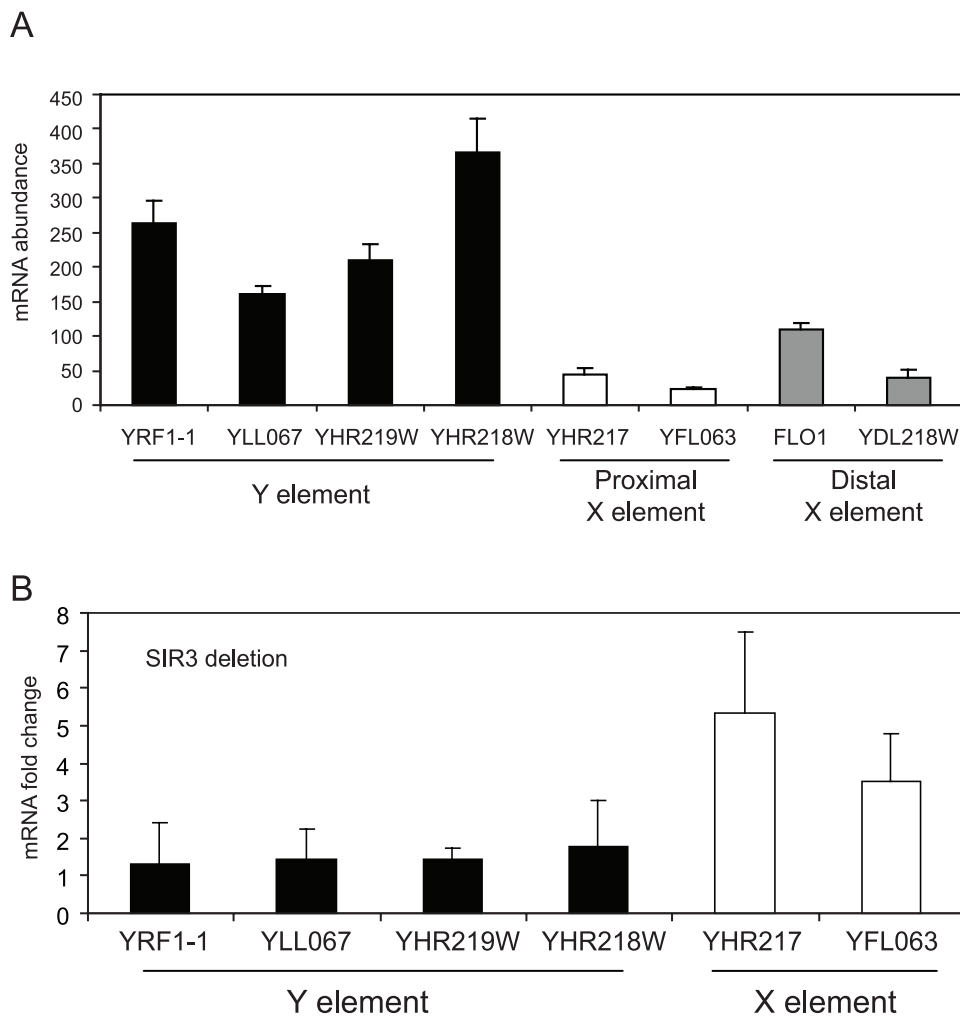 A
mRNA abundance
450
400
350
300
250
200
150
100
50
0
YRF1-1 YLL067 YHR219W YHR218W YHR217 YFL063 FLO1 YDL218W
Y element
Proximal
X element
Distal
X element
B
mRNA fold change
8
7
6
5
4
3
2
1
0
SIR3 deletion
YRF1-1 YLL067 YHR219W YHR218W YHR217 YFL063
Y element X element